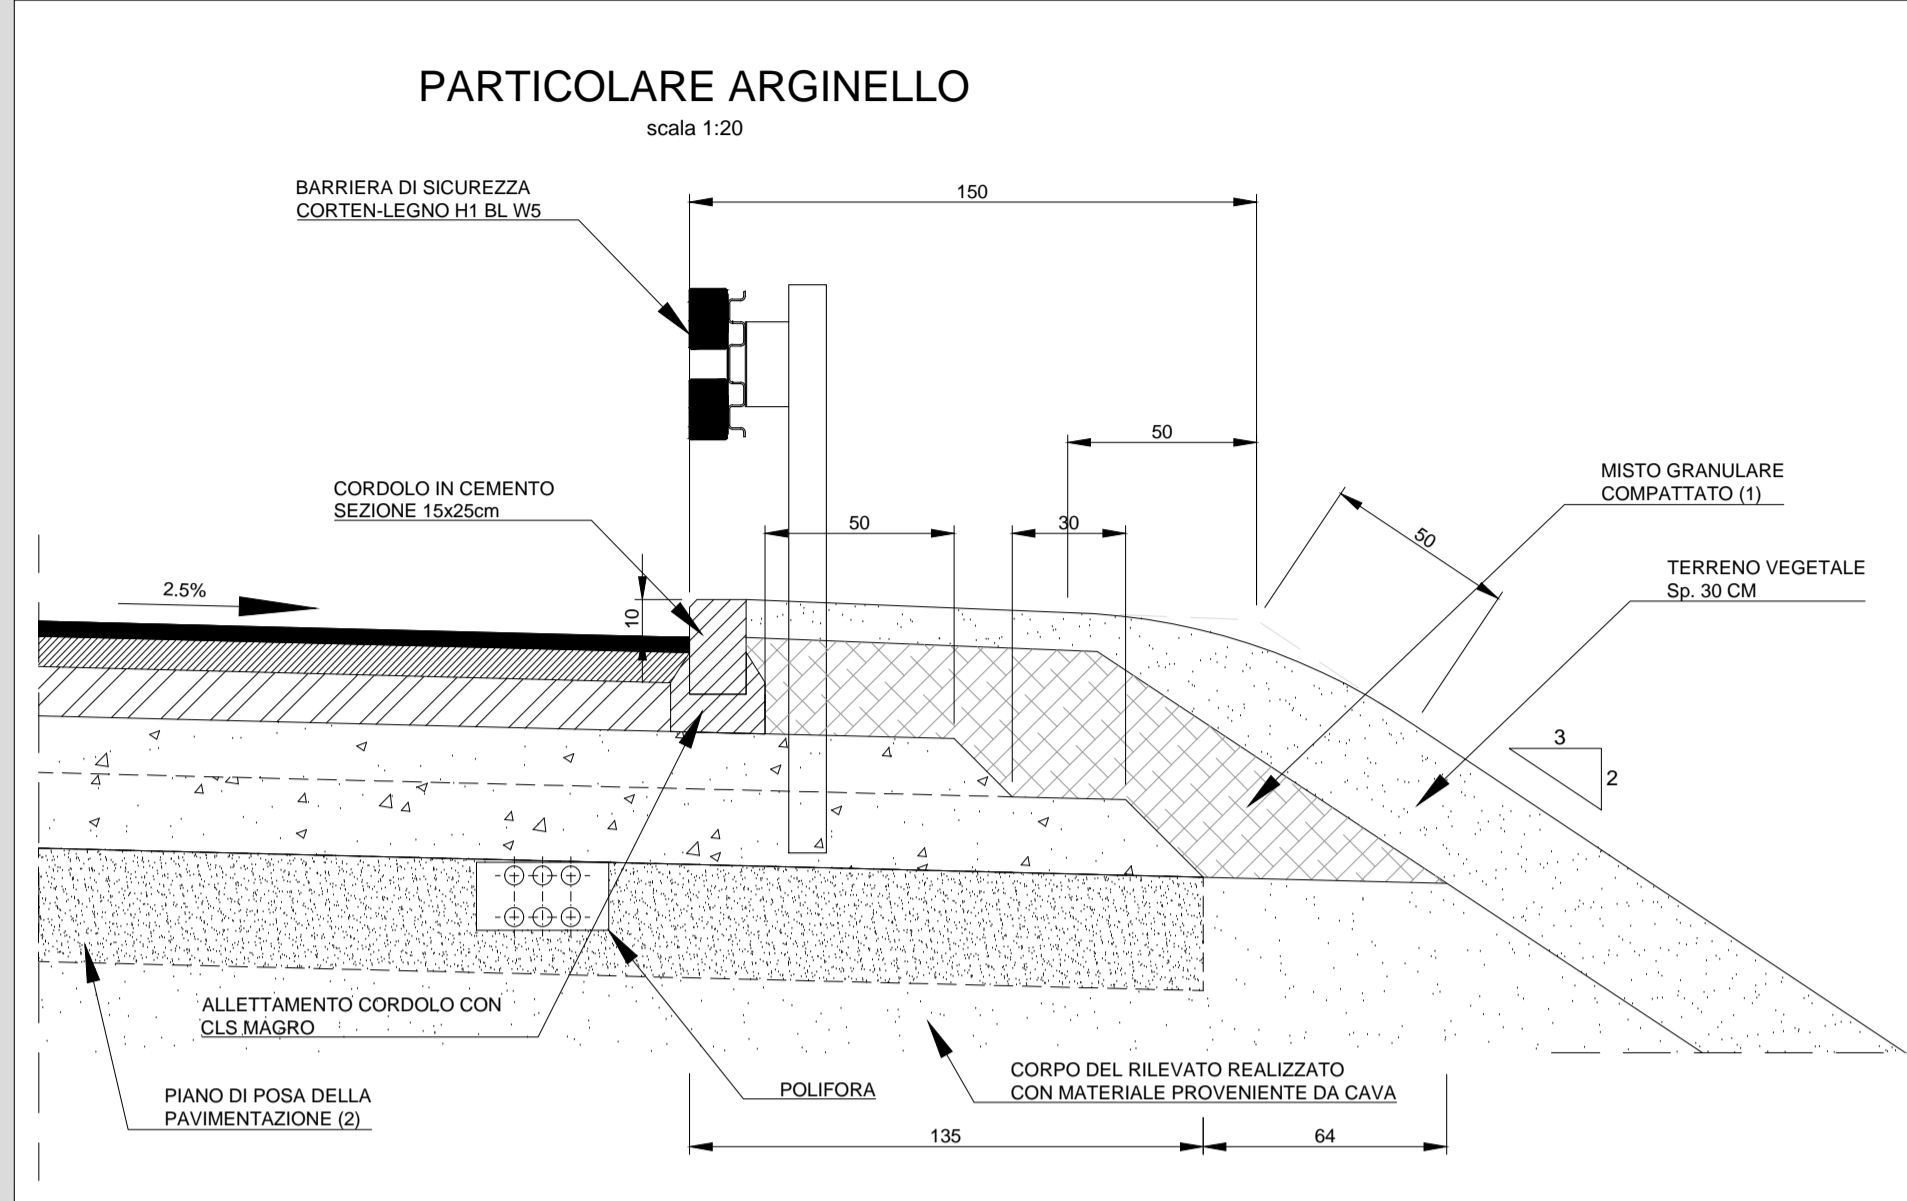 PARTICOLARE ARGINELLO
scala 1:20
BARRIERA DI SICUREZZA
CORTEN-LEGNO H1 BL W5
150
50
MISTO GRANULARE
COMPATTATO (1)
CORDOLO IN CEMENTO
SEZIONE 15x25cm
50
30
50
TERRENO VEGETALE
Sp. 30 CM
2.5%
10
3
2
ALLETTAMENTO CORDOLO CON
CLS MAGRO
PIANO DI POSA DELLA
PAVIMENTAZIONE (2)
POLIFORA
CORPO DEL RILEVATO REALIZZATO
CON MATERIALE PROVENIENTE DA CAVA
135
64